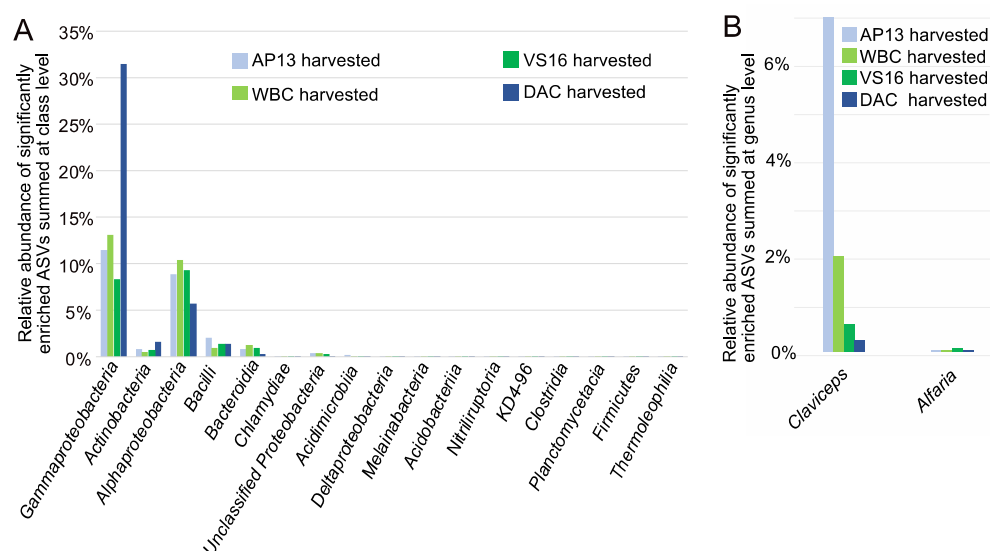 A
Relative abundance of significantly
enriched ASVs summed at class level
35%
30%
25%
20%
15%
10%
5%
0%
AP13 harvested
WBC harvested
VS16 harvested
DAC harvested
Gammaproteobacteria
Actinobacteria
Alphaproteobacteria
Bacilli
Bacteroidia
Chlamydiae
Unclassified Proteobacteria
Acidimicrobiia
Deltaproteobacteria
Melainabacteria
Acidobacteriia
Nitriliruptoria
KD4-96
Clostridia
Planctomycetacia
Firmicutes
Thermoleophilia
B
Relative abundance of significantly
enriched ASVs summed at genus level
6%
4%
2%
0%
AP13 harvested
WBC harvested
VS16 harvested
DAC harvested
Claviceps
Alfaria